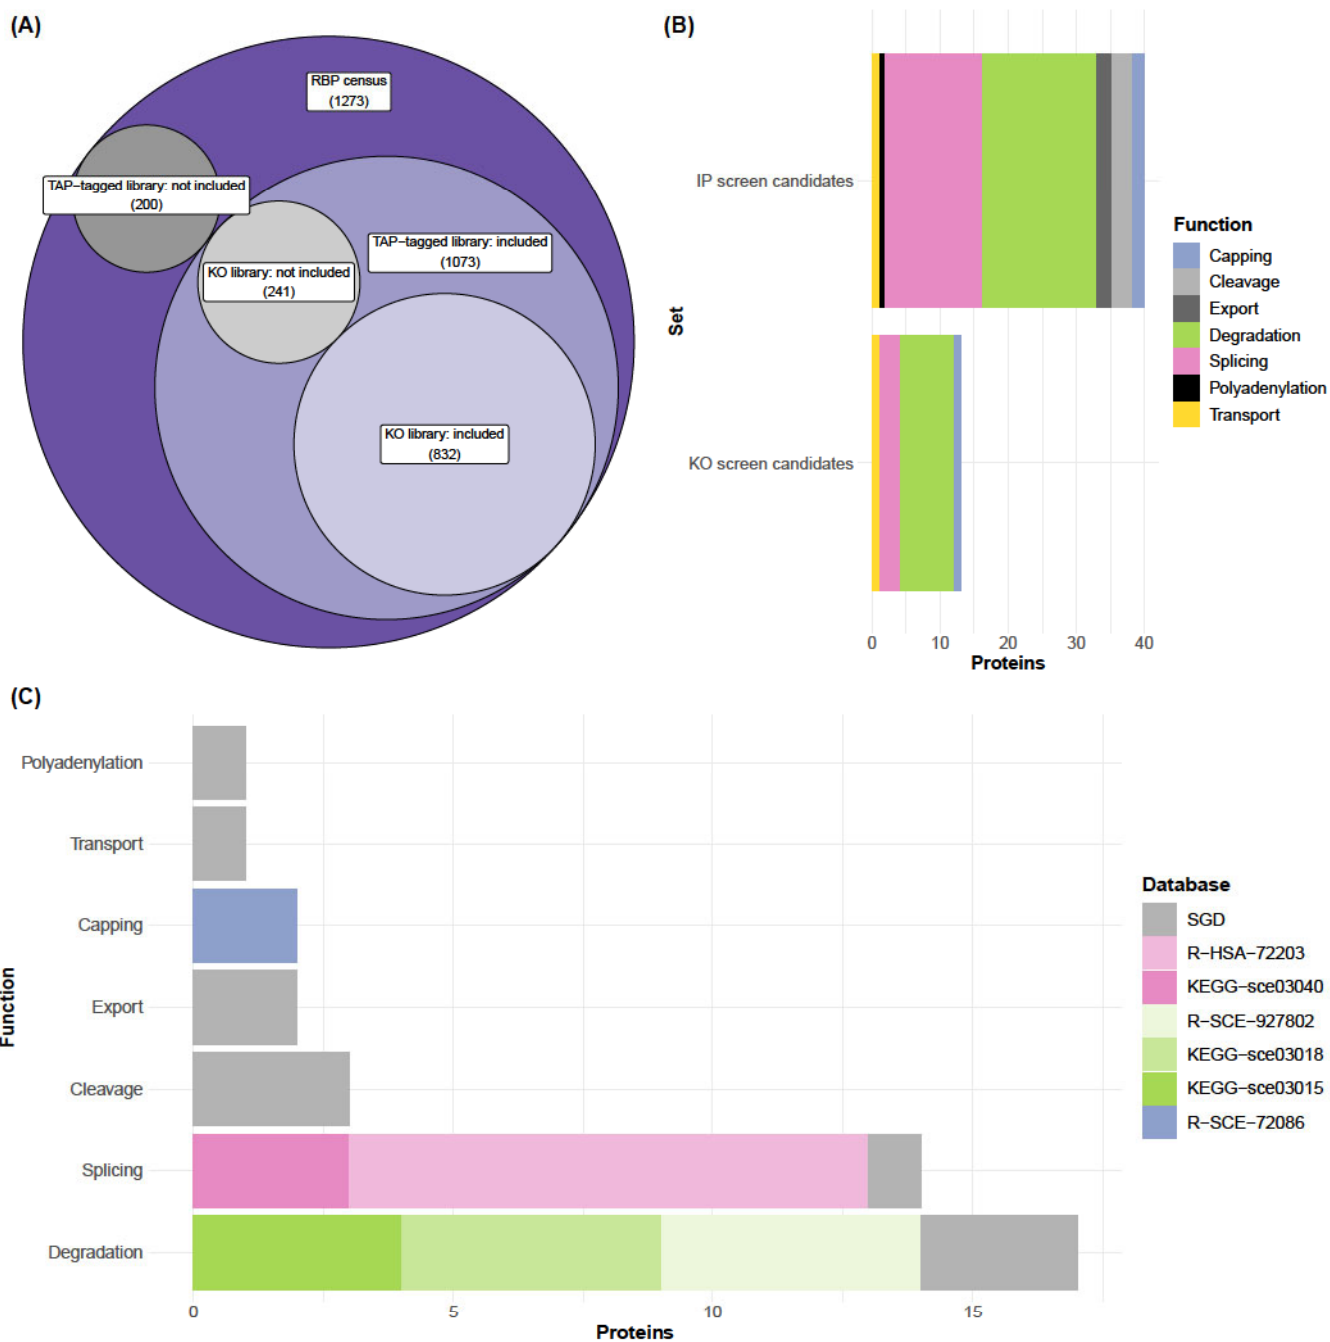 (A)
RBP census
(1273)
TAP-tagged library: not included
(200)
TAP-tagged library: included
(1073)
KO library: not included
(241)
KO library: included
(832)
(B)
Set
IP screen candidates
KO screen candidates
0 10 20 30 40
Proteins
Function
Capping
Cleavage
Export
Degradation
Splicing
Polyadenylation
Transport
(C)
Function
Polyadenylation
Transport
Capping
Export
Cleavage
Splicing
Degradation
0 5 10 15
Proteins
Database
SGD
R-HSA-72203
KEGG-sce03040
R-SCE-927802
KEGG-sce03018
KEGG-sce03015
R-SCE-72086